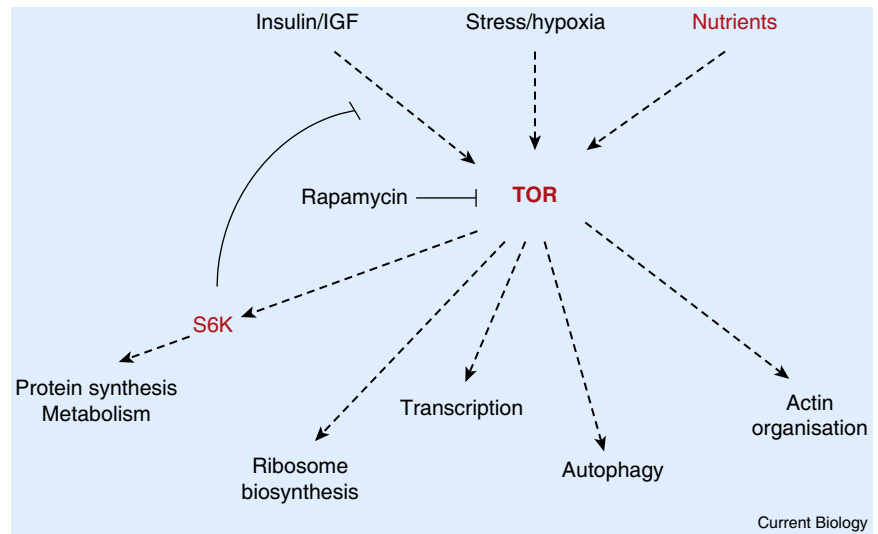 Insulin/IGF
Stress/hypoxia
Nutrients
Rapamycin
TOR
S6K
Protein synthesis
Metabolism
Transcription
Actin
organisation
Ribosome
biosynthesis
Autophagy
Current Biology